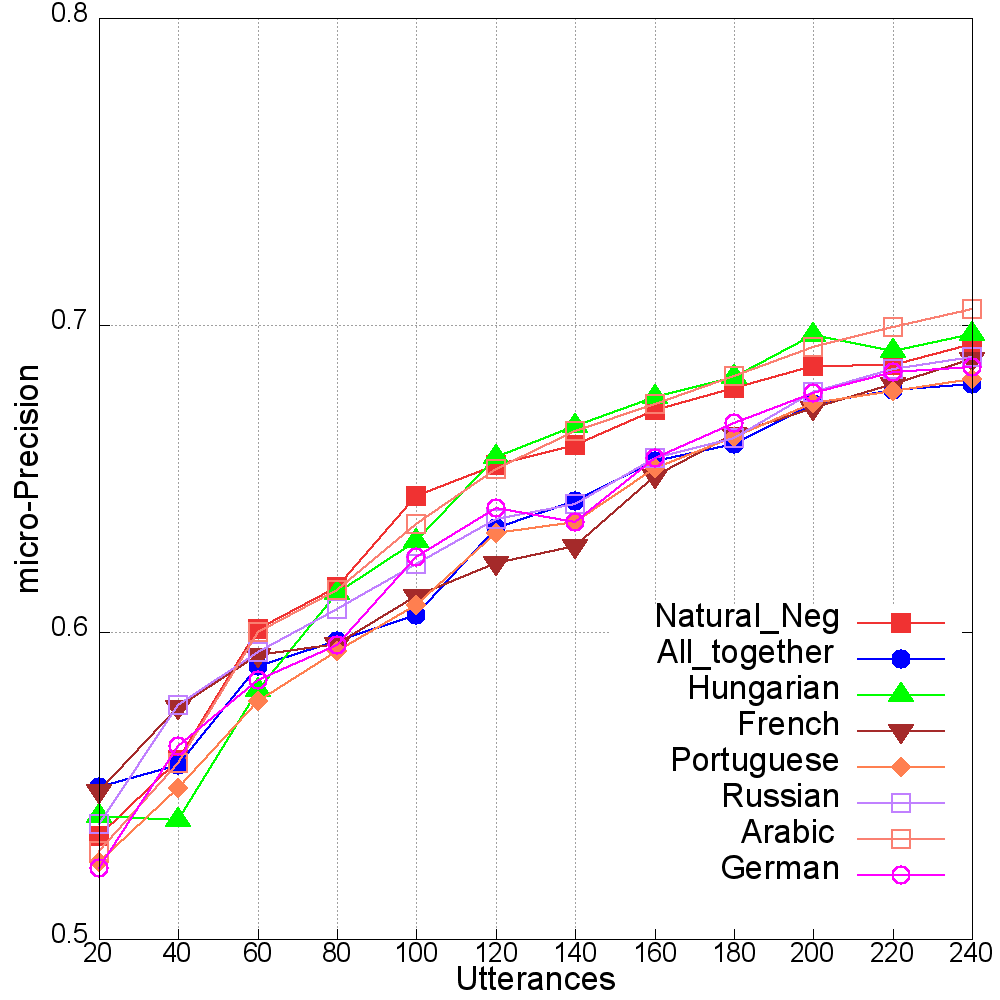 0.8
0.7
0.6
0.5
micro-Precision
Natural_Neg
All_together
Hungarian
French
Portuguese
Russian
Arabic
German
20 40 60 80 100 120 140 160 180 200 220 240
Utterances